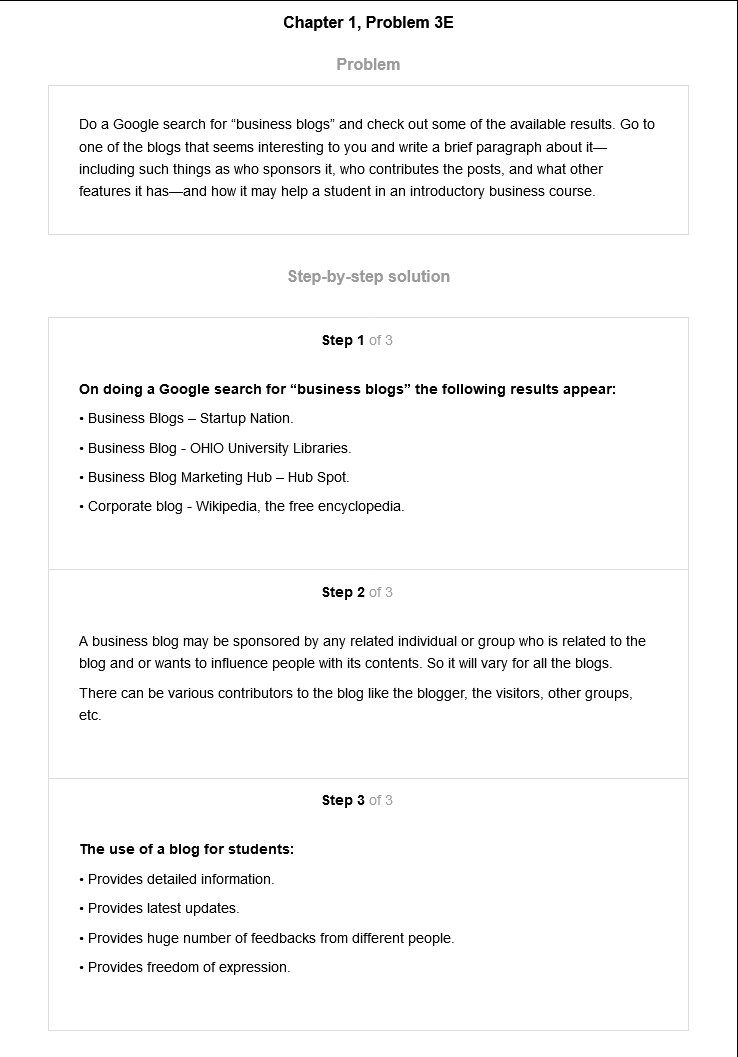 Chapter 1, Problem 3E
Problem
Do a Google search for “business blogs” and check out some of the available results. Go to
one of the blogs that seems interesting to you and write a brief paragraph about it—
including such things as who sponsors it, who contributes the posts, and what other
features it has—and how it may help a student in an introductory business course.
Step-by-step solution
Step 1 of 3
On doing a Google search for “business blogs” the following results appear:
• Business Blogs – Startup Nation.
• Business Blog - OHIO University Libraries.
• Business Blog Marketing Hub – Hub Spot.
• Corporate blog - Wikipedia, the free encyclopedia.
Step 2 of 3
A business blog may be sponsored by any related individual or group who is related to the
blog and or wants to influence people with its contents. So it will vary for all the blogs.
There can be various contributors to the blog like the blogger, the visitors, other groups,
etc.
Step 3 of 3
The use of a blog for students:
• Provides detailed information.
• Provides latest updates.
• Provides huge number of feedbacks from different people.
• Provides freedom of expression.